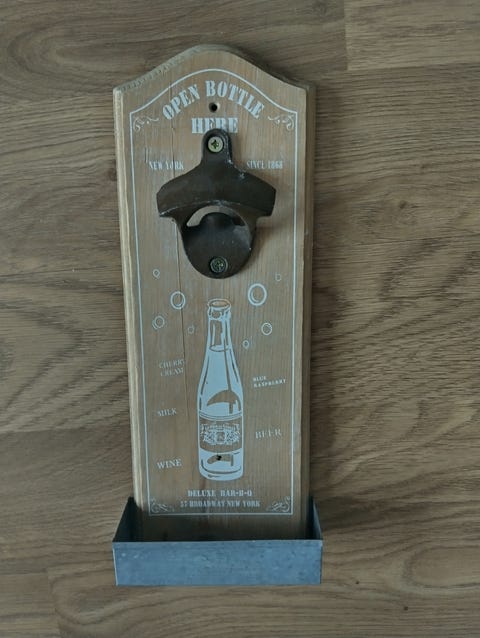 OPEN BOTTLE
HERE
NEW YORK
SINCE 1868
CHERRY
CREAM
BLUE
RASPBERRY
MILK
BEER
WINE
DELUXE BAR-B-Q
57 BROADWAY NEW YORK